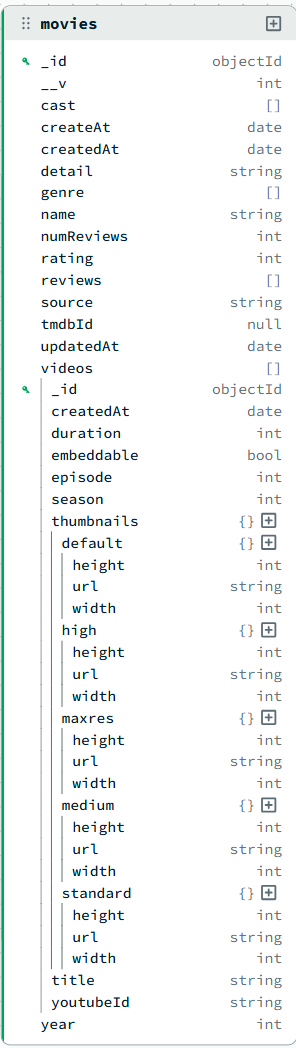 movies
_id objectId
__v int
cast []
createAt date
createdAt date
detail string
genre []
name string
numReviews int
rating int
reviews []
source string
tmdbId null
updatedAt date
videos []
_id objectId
createdAt date
duration int
embeddable bool
episode int
season int
thumbnails {}
default {}
height int
url string
width int
high {}
height int
url string
width int
maxres {}
height int
url string
width int
medium {}
height int
url string
width int
standard {}
height int
url string
width int
title string
youtubeId string
year int